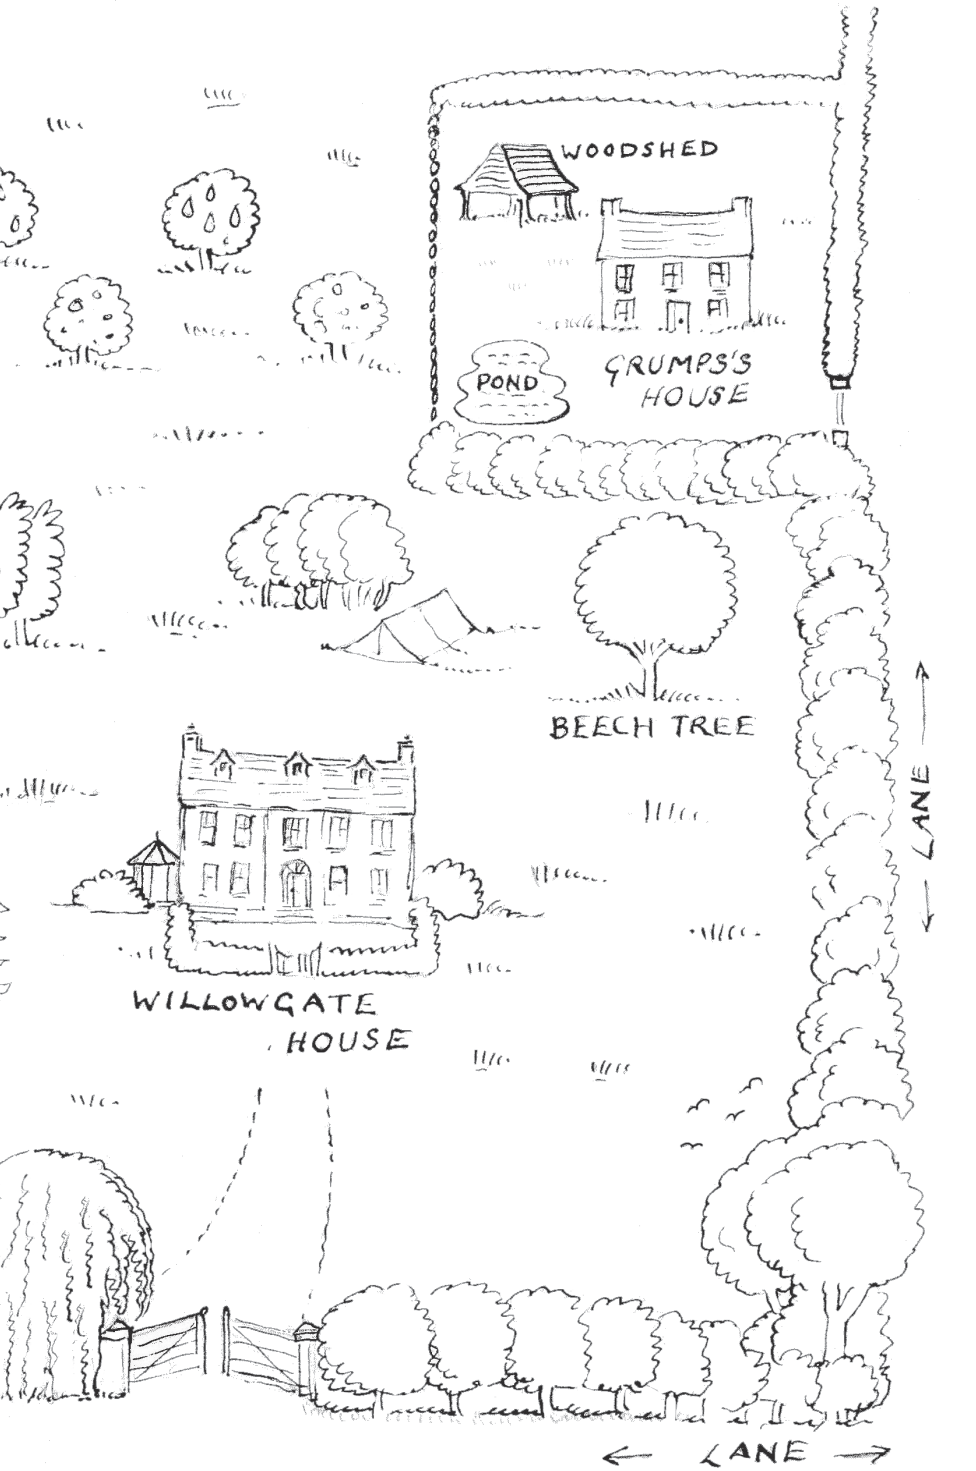 WOODSHED
GRUMPS'S
HOUSE
POND
BEECH TREE
LANE
WILLOWGATE
HOUSE
LANE